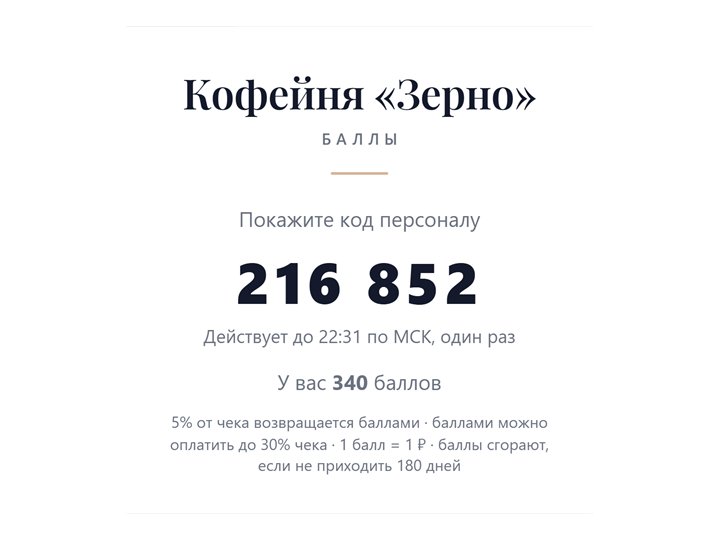 Кофейня «Зерно»
БАЛЛЫ
Покажите код персоналу
216 852
Действует до 22:31 по МСК, один раз
У вас 340 баллов
5% от чека возвращается баллами · баллами можно
оплатить до 30% чека · 1 балл = 1 ₽ · баллы сгорают,
если не приходить 180 дней